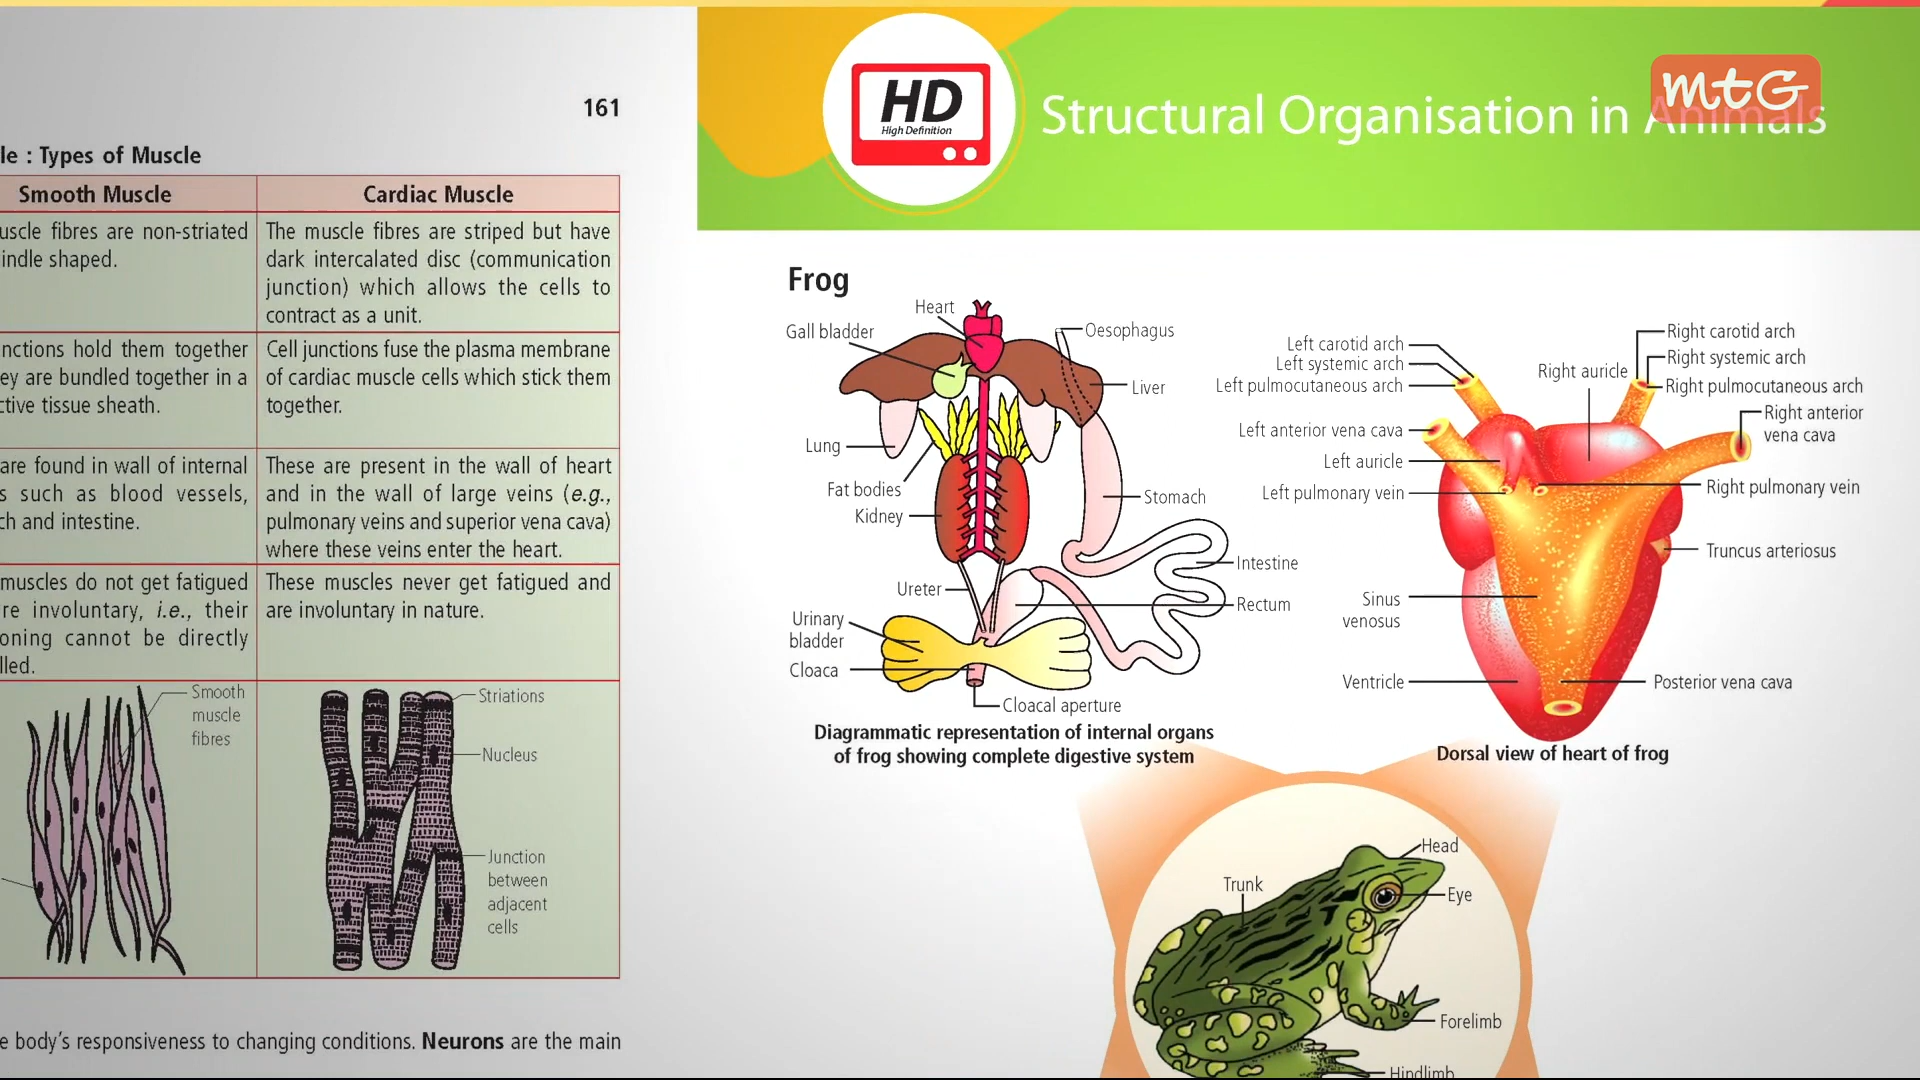 161
le : Types of Muscle
Smooth Muscle
Cardiac Muscle
uscle fibres are non-striated
indle shaped.
The muscle fibres are striped but have
dark intercalated disc (communication
junction) which allows the cells to
contract as a unit.
nctions hold them together
ey are bundled together in a
ctive tissue sheath.
Cell junctions fuse the plasma membrane
of cardiac muscle cells which stick them
together.
are found in wall of internal
s such as blood vessels,
ch and intestine.
These are present in the wall of heart
and in the wall of large veins (e.g.,
pulmonary veins and superior vena cava)
where these veins enter the heart.
muscles do not get fatigued
re involuntary, i.e., their
oning cannot be directly
lled.
These muscles never get fatigued and
are involuntary in nature.
Smooth
muscle
fibres
Striations
Nucleus
Junction
between
adjacent
cells
e body's responsiveness to changing conditions. Neurons are the main
HD
High Definition
Structural Organisation in Animals
mtG
Frog
Heart
Gall bladder
Oesophagus
Liver
Lung
Fat bodies
Kidney
Stomach
Intestine
Ureter
Rectum
Urinary
bladder
Cloaca
Cloacal aperture
Diagrammatic representation of internal organs
of frog showing complete digestive system
Left carotid arch
Left systemic arch
Left pulmocutaneous arch
Right auricle
Right carotid arch
Right systemic arch
Right pulmocutaneous arch
Right anterior
vena cava
Left anterior vena cava
Left auricle
Left pulmonary vein
Right pulmonary vein
Truncus arteriosus
Sinus
venosus
Ventricle
Posterior vena cava
Dorsal view of heart of frog
Head
Trunk
Eye
Forelimb
Hindlimb